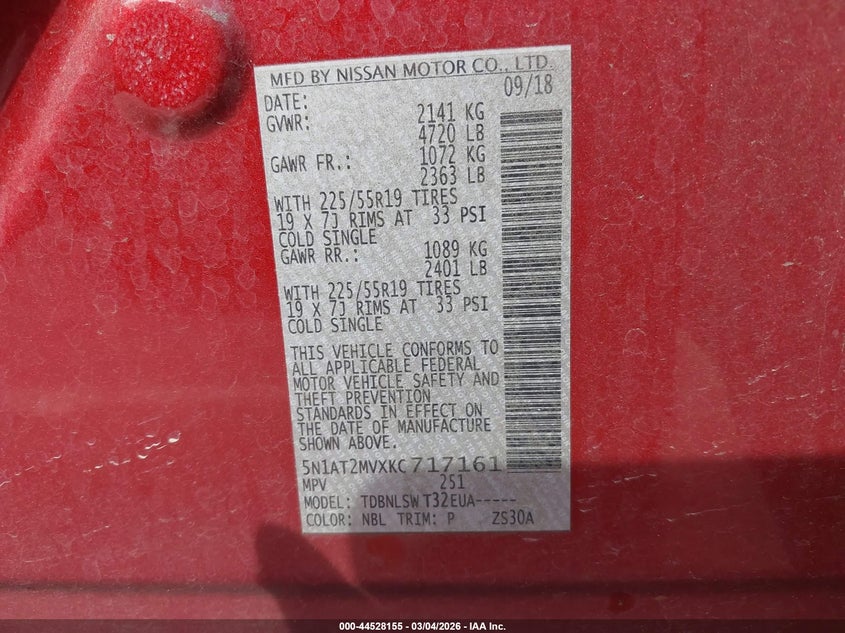 MFD BY NISSAN MOTOR CO., LTD.
DATE: 09/18
GVWR: 2141 KG
4720 LB
GAWR FR.: 1072 KG
2363 LB
WITH 225/55R19 TIRES
19 X 7J RIMS AT 33 PSI
COLD SINGLE
GAWR RR.: 1089 KG
2401 LB
WITH 225/55R19 TIRES
19 X 7J RIMS AT 33 PSI
COLD SINGLE
THIS VEHICLE CONFORMS TO
ALL APPLICABLE FEDERAL
MOTOR VEHICLE SAFETY AND
THEFT PREVENTION
STANDARDS IN EFFECT ON
THE DATE OF MANUFACTURE
SHOWN ABOVE.
5N1AT2MVXKC717161
MPV 251
MODEL: TDBNLSW T32EUA-----
COLOR: NBL TRIM: P ZS30A
000-44528155 - 03/04/2026 - IAA Inc.